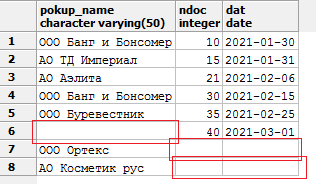 pokup_name character varying(50) ndoc integer dat date
1 ООО Банг и Бонсомер 10 2021-01-30
2 АО ТД Империал 15 2021-01-31
3 АО Аэлита 21 2021-02-06
4 ООО Банг и Бонсомер 30 2021-02-15
5 ООО Буревестник 35 2021-02-25
6 40 2021-03-01
7 ООО Ортекс
8 АО Косметик рус